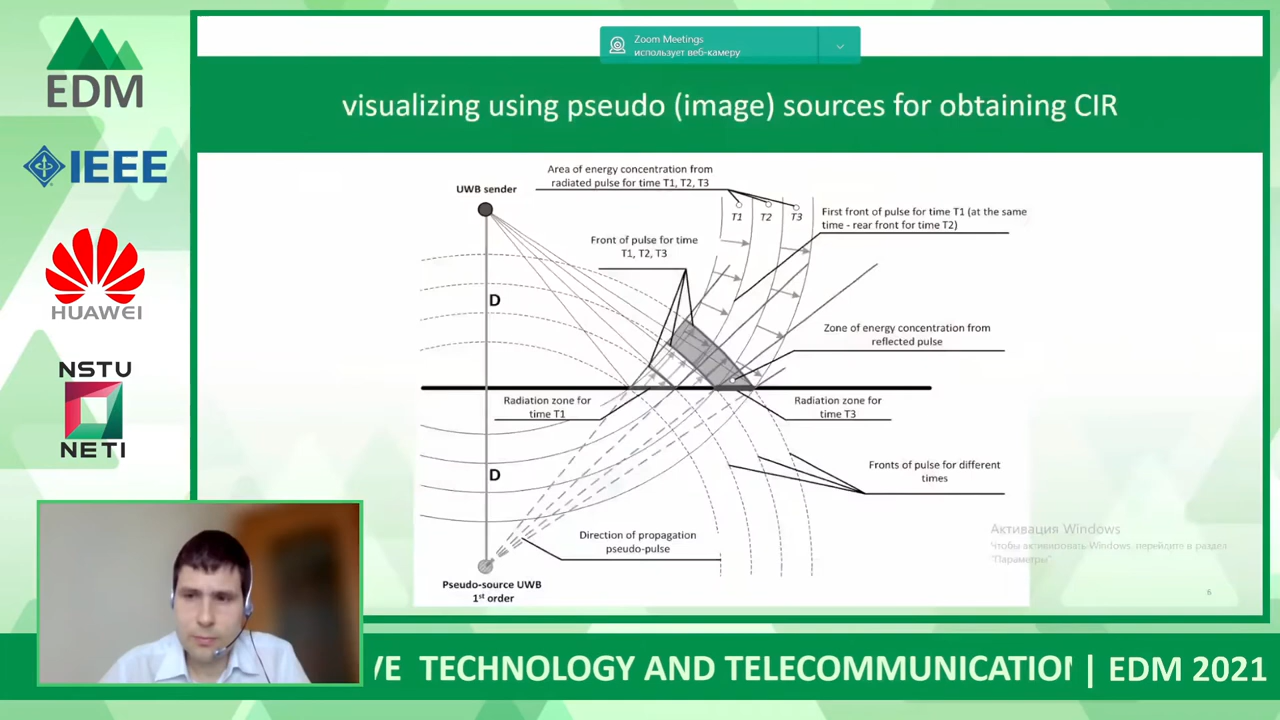 EDM
IEEE
HUAWEI
NSTU
NETI
Zoom Meetings
использует веб-камеру
visualizing using pseudo (image) sources for obtaining CIR
Area of energy concentration from
radiated pulse for time T1, T2, T3
UWB sender
T1 T2 T3
First front of pulse for time T1 (at the same
time - rear front for time T2)
Front of pulse for time
T1, T2, T3
D
Zone of energy concentration from
reflected pulse
Radiation zone for
time T1
Radiation zone for
time T3
D
Fronts of pulse for different
times
Direction of propagation
pseudo-pulse
Pseudo-source UWB
1st order
Активация Windows
Чтобы активировать Windows, перейдите в раздел
"Параметры".
6
VE TECHNOLOGY AND TELECOMMUNICATION | EDM 2021